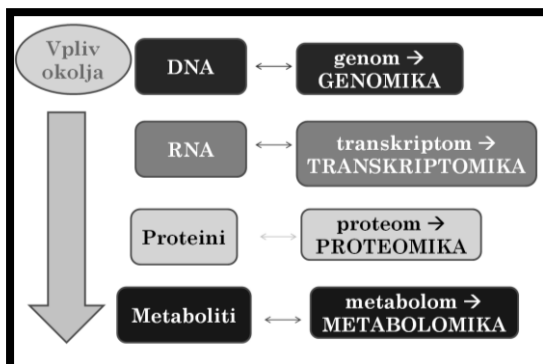 Vpliv
okolja
DNA
genom →
GENOMIKA
RNA
transkriptom →
TRANSKRIPTOMIKA
Proteini
proteom →
PROTEOMIKA
Metaboliti
metabolom →
METABOLOMIKA